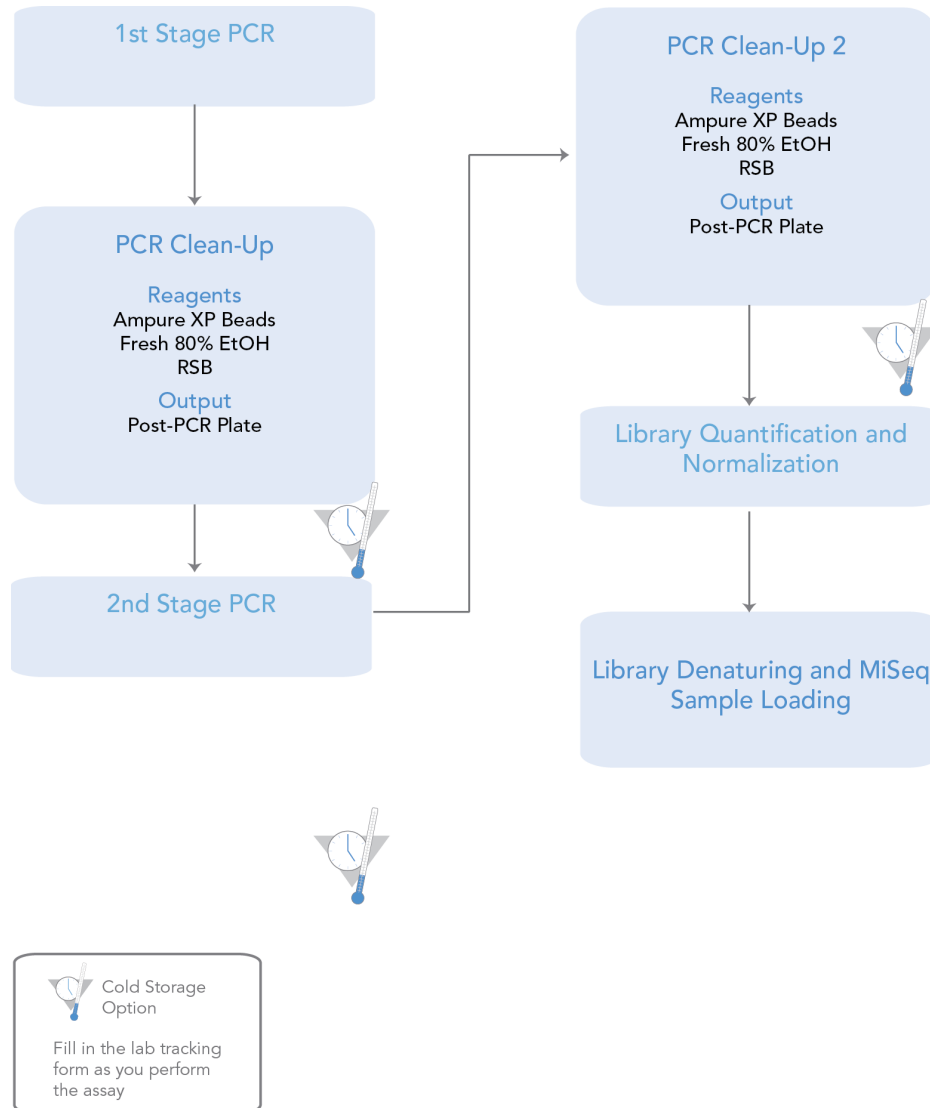 1st Stage PCR
PCR Clean-Up
Reagents
Ampure XP Beads
Fresh 80% EtOH
RSB
Output
Post-PCR Plate
2nd Stage PCR
PCR Clean-Up 2
Reagents
Ampure XP Beads
Fresh 80% EtOH
RSB
Output
Post-PCR Plate
Library Quantification and
Normalization
Library Denaturing and MiSeq
Sample Loading
Cold Storage
Option
Fill in the lab tracking
form as you perform
the assay